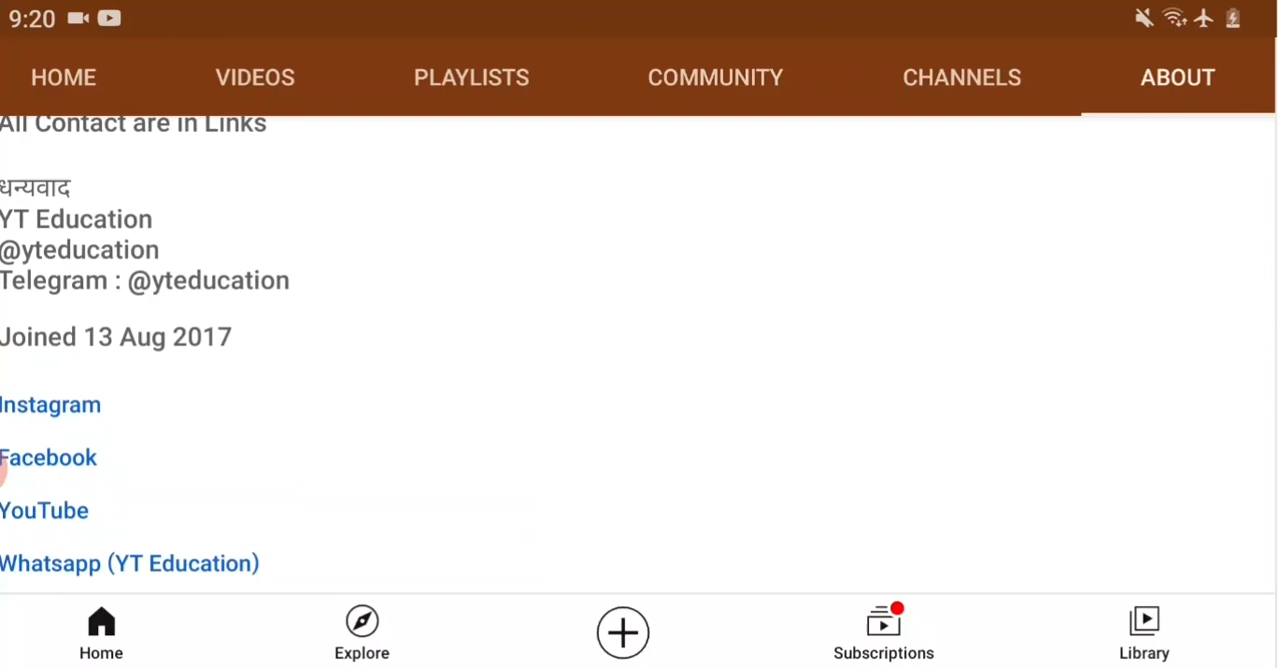 9:20
HOME VIDEOS PLAYLISTS COMMUNITY CHANNELS ABOUT
All Contact are in Links
धन्यवाद
YT Education
@yteducation
Telegram : @yteducation
Joined 13 Aug 2017
Instagram
Facebook
YouTube
Whatsapp (YT Education)
Home Explore Subscriptions Library